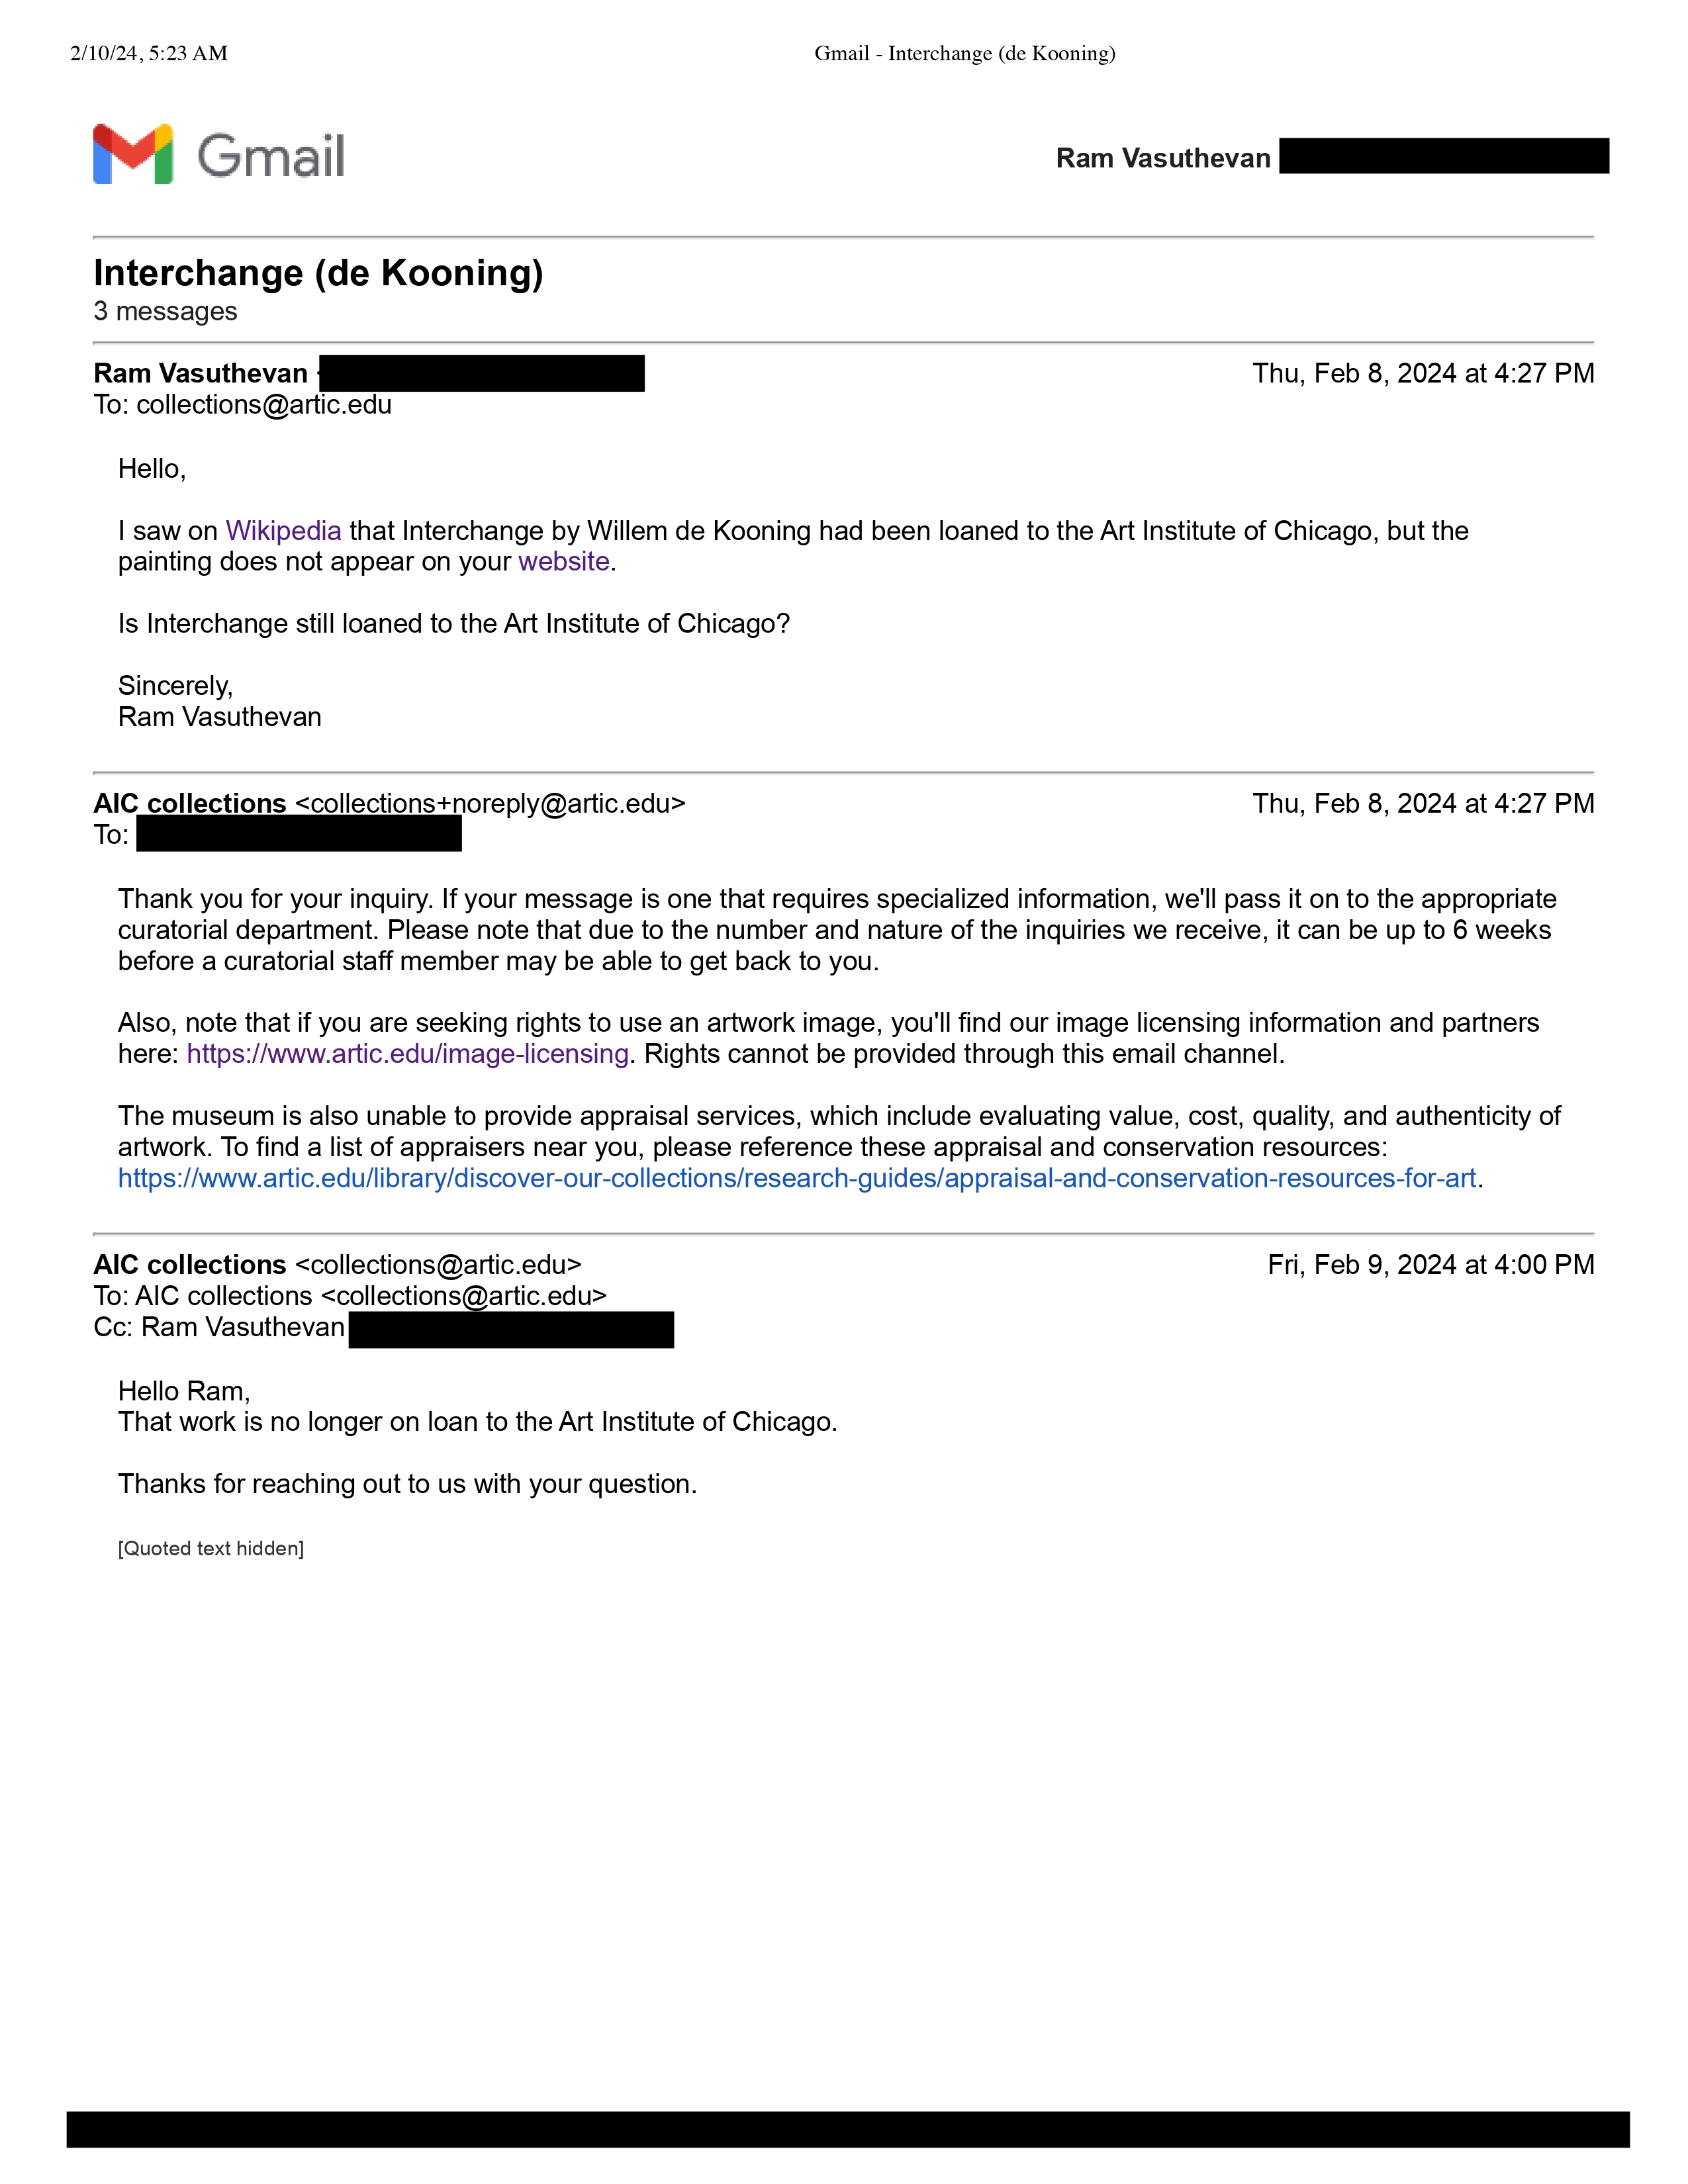 2/10/24, 5:23 AM
Gmail - Interchange (de Kooning)
Gmail
Ram Vasuthevan
Interchange (de Kooning)
3 messages
Ram Vasuthevan
Thu, Feb 8, 2024 at 4:27 PM
To: collections@artic.edu
Hello,
I saw on Wikipedia that Interchange by Willem de Kooning had been loaned to the Art Institute of Chicago, but the
painting does not appear on your website.
Is Interchange still loaned to the Art Institute of Chicago?
Sincerely,
Ram Vasuthevan
AIC collections <collections+noreply@artic.edu>
Thu, Feb 8, 2024 at 4:27 PM
To:
Thank you for your inquiry. If your message is one that requires specialized information, we'll pass it on to the appropriate
curatorial department. Please note that due to the number and nature of the inquiries we receive, it can be up to 6 weeks
before a curatorial staff member may be able to get back to you.
Also, note that if you are seeking rights to use an artwork image, you'll find our image licensing information and partners
here: https://www.artic.edu/image-licensing. Rights cannot be provided through this email channel.
The museum is also unable to provide appraisal services, which include evaluating value, cost, quality, and authenticity of
artwork. To find a list of appraisers near you, please reference these appraisal and conservation resources:
https://www.artic.edu/library/discover-our-collections/research-guides/appraisal-and-conservation-resources-for-art.
AIC collections <collections@artic.edu>
Fri, Feb 9, 2024 at 4:00 PM
To: AIC collections <collections@artic.edu>
Cc: Ram Vasuthevan
Hello Ram,
That work is no longer on loan to the Art Institute of Chicago.
Thanks for reaching out to us with your question.
[Quoted text hidden]